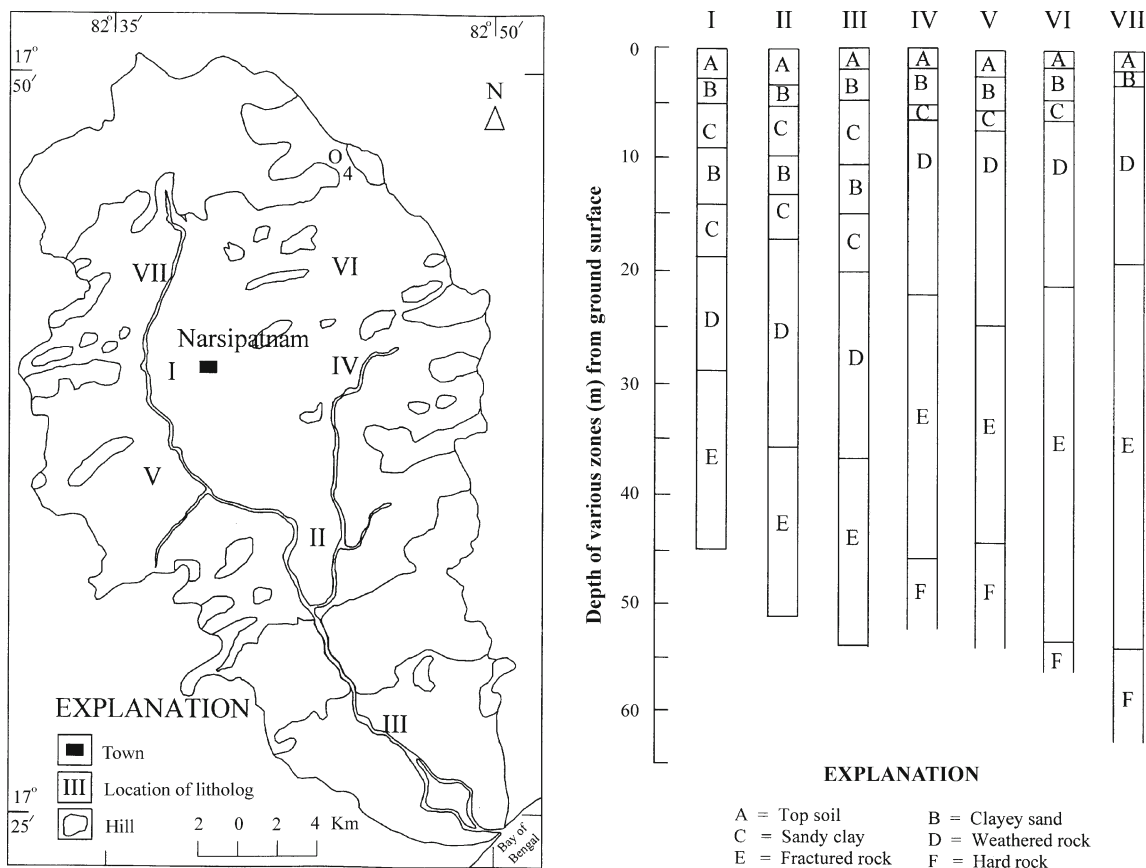 82° 35′
82° 50′
17°
50′
N
O
4
VII
VI
Narsipatnam
I
IV
V
II
III
EXPLANATION
Town
III Location of litholog
Hill
2 0 2 4 Km
17°
25′
Bay of
Bengal
I II III IV V VI VII
Depth of various zones (m) from ground surface
0
10
20
30
40
50
60
A B C B C D E
A B C B C D E
A B C B C D E
A B C D E F
A B C D E F
A B C D E F
A B D E F
EXPLANATION
A = Top soil B = Clayey sand
C = Sandy clay D = Weathered rock
E = Fractured rock F = Hard rock